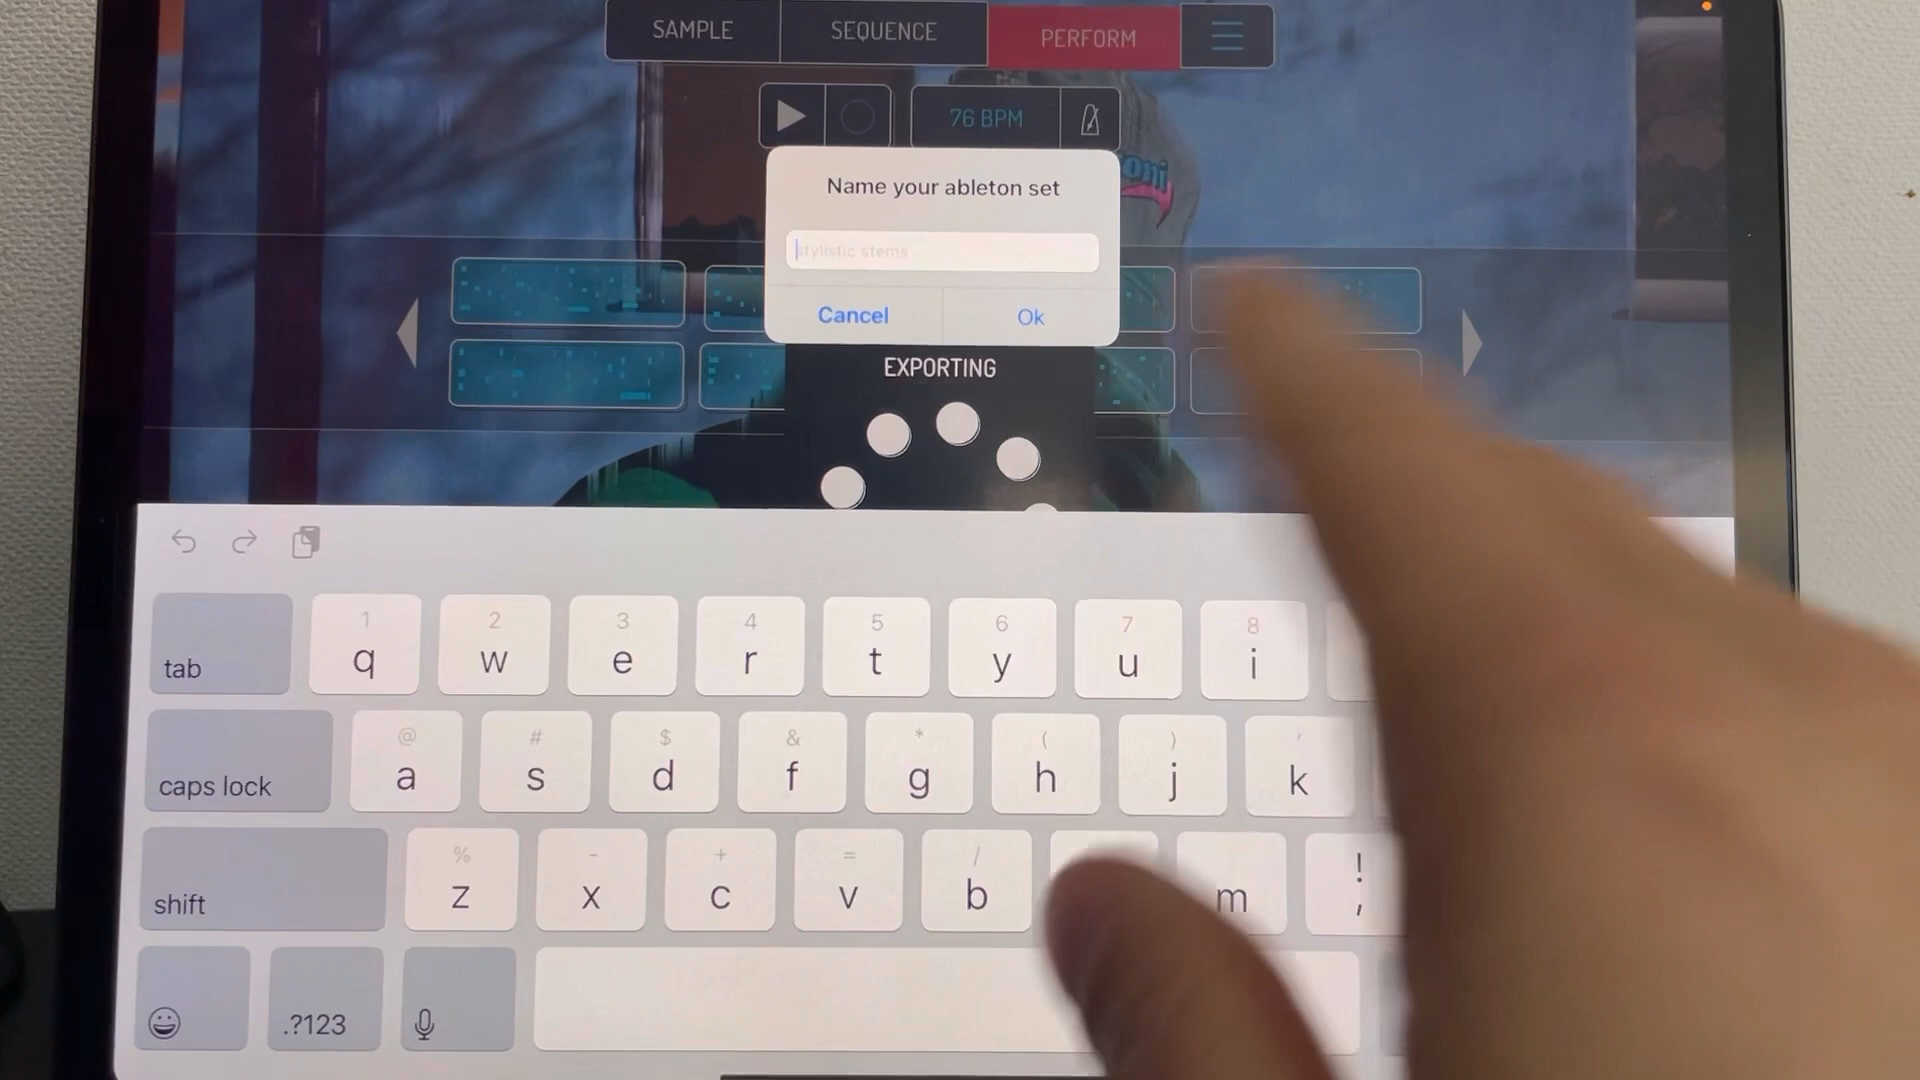 SAMPLE SEQUENCE PERFORM
76 BPM
oni
Name your ableton set
stylistic stems
Cancel Ok
EXPORTING
1 2 3 4 5 6 7 8
tab q w e r t y u i
@ # $ & * ( ) '
caps lock a s d f g h j k
% - + = / !
shift z x c v b m ,
.?123